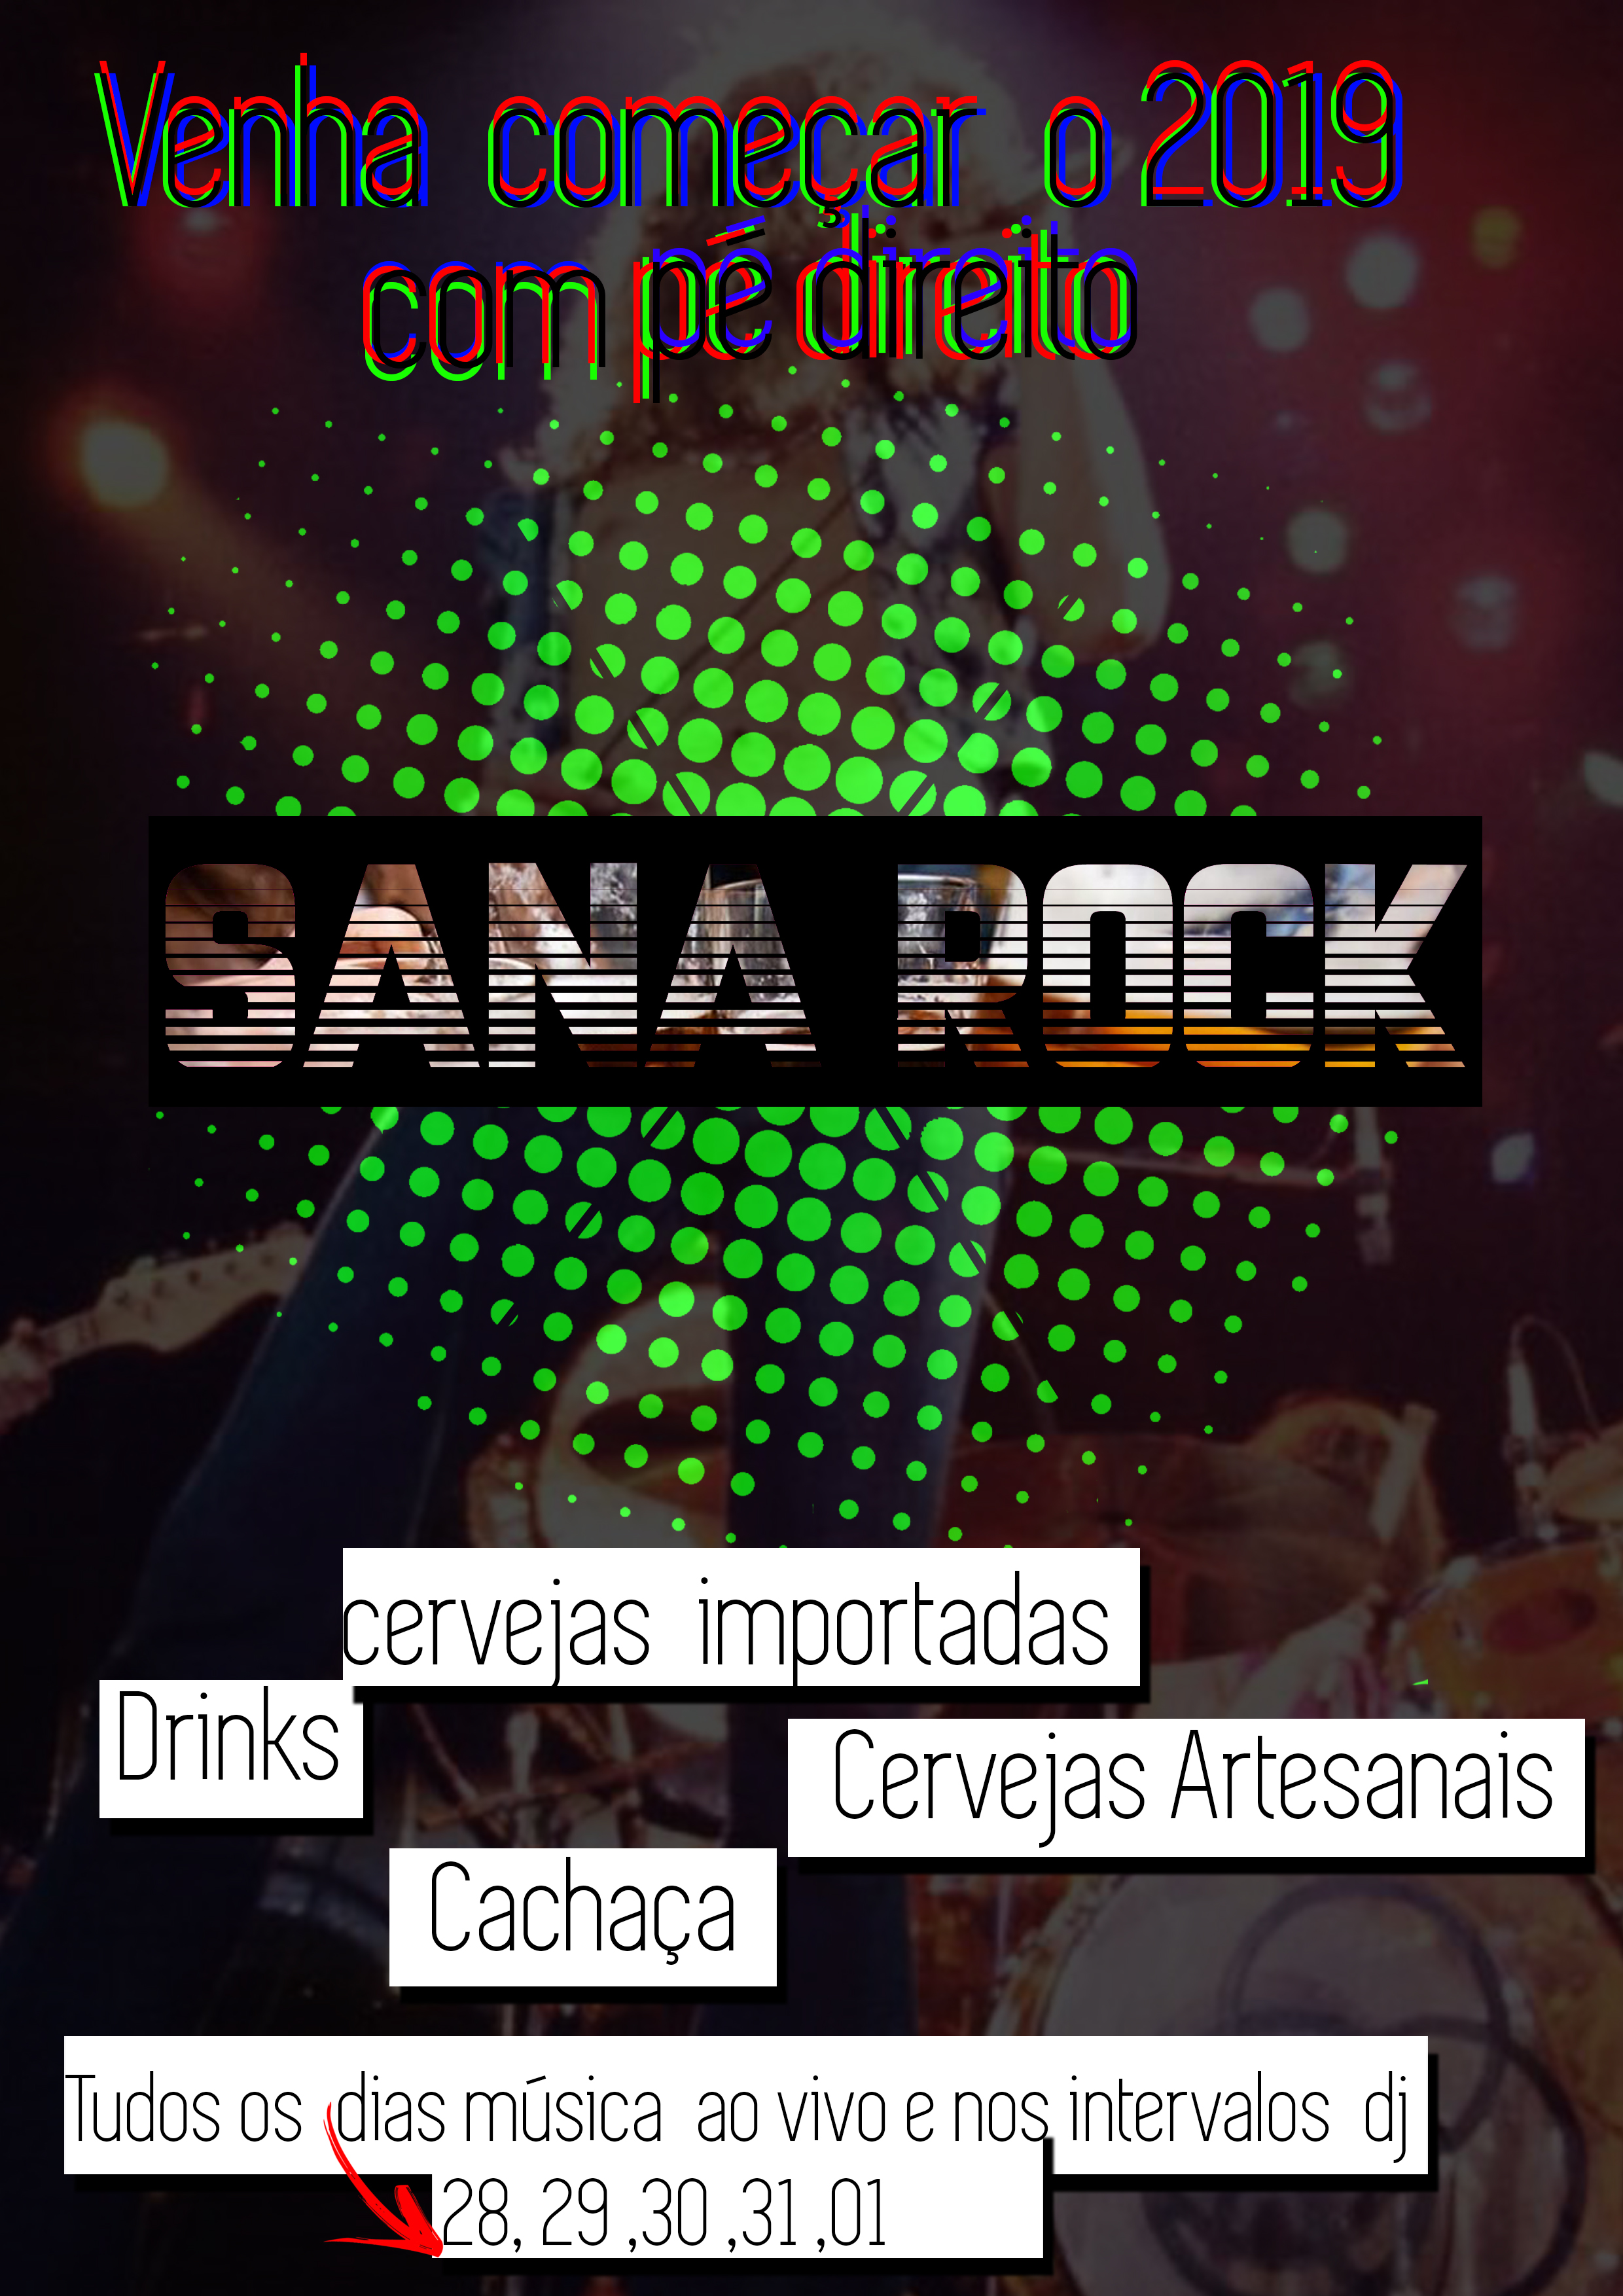 Venha começar o 2019
com pé direito
SANA ROCK
cervejas importadas
Drinks
Cervejas Artesanais
Cachaça
Tudos os dias música ao vivo e nos intervalos dj
28, 29 ,30 ,31 ,01